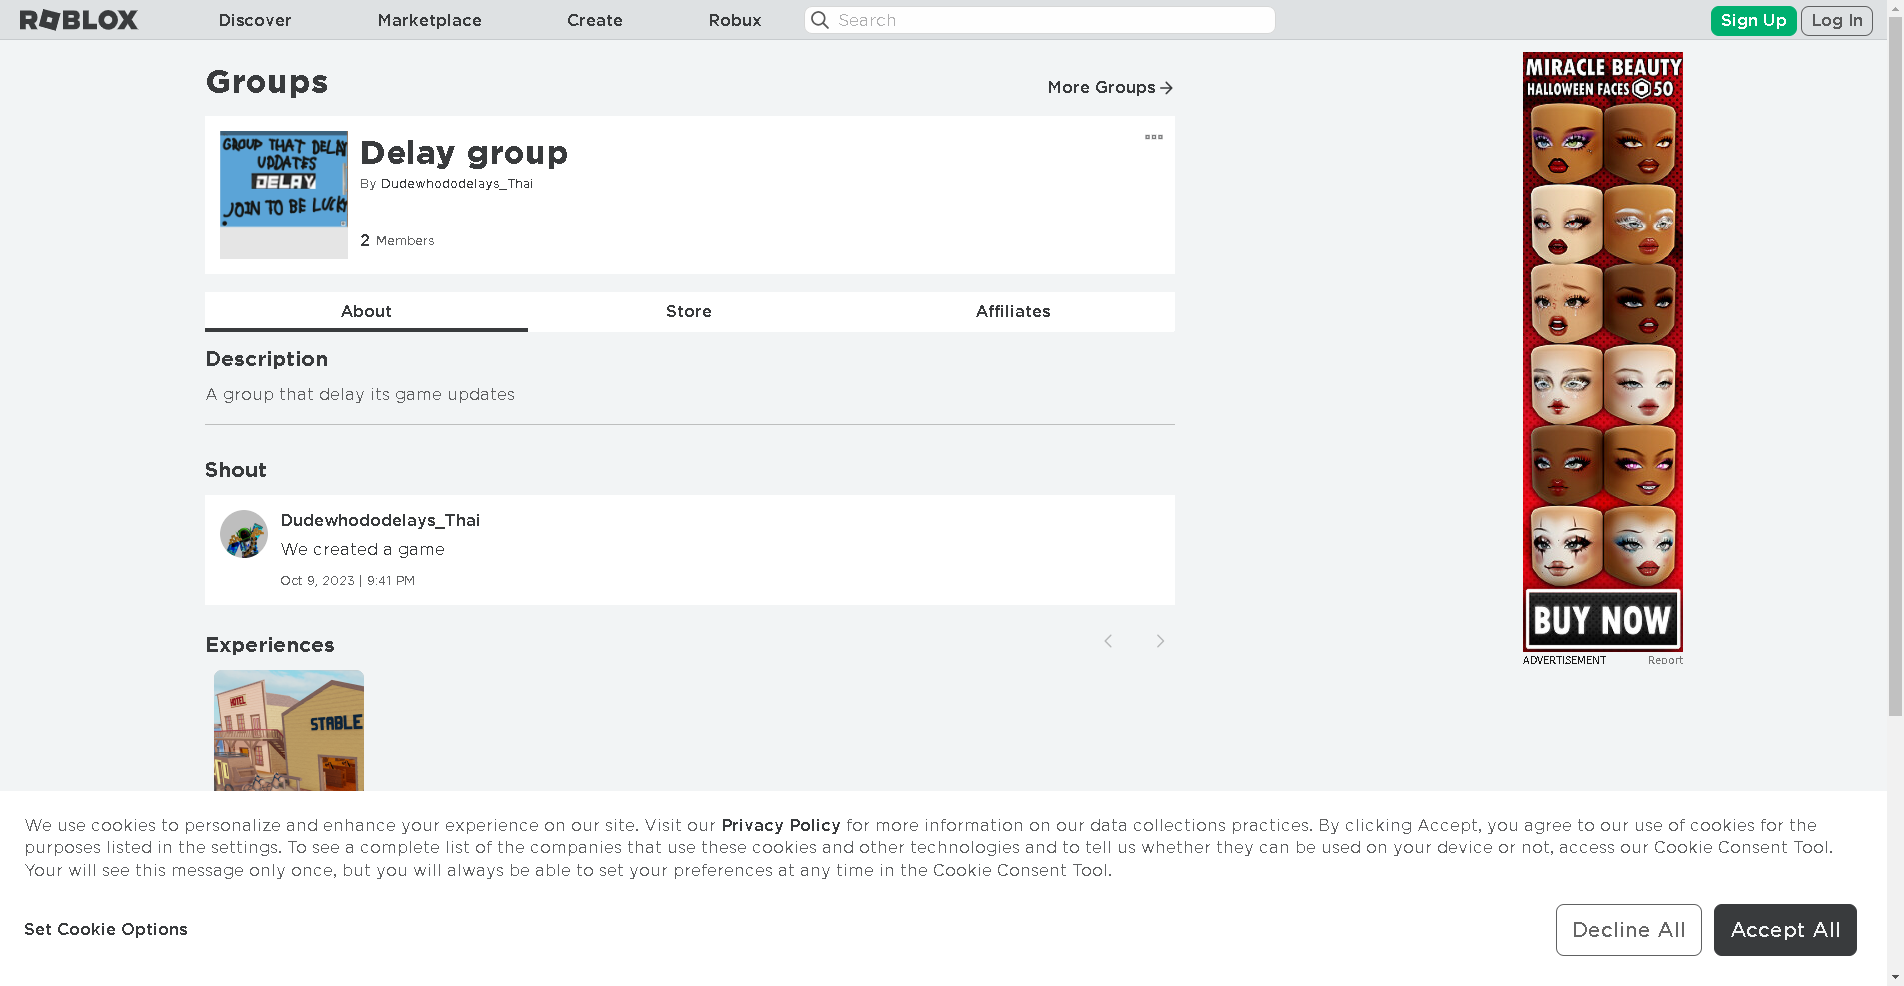 ROBLOX
Discover
Marketplace
Create
Robux
Search
Sign Up
Log In
Groups
More Groups
GROUP THAT DELAY
UPDATES
DELAY
JOIN TO BE LUCKY
Delay group
By Dudewhododelays_Thai
2 Members
About
Store
Affiliates
Description
A group that delay its game updates
Shout
Dudewhododelays_Thai
We created a game
Oct 9, 2023 | 9:41 PM
Experiences
HOTEL
STABLE
MIRACLE BEAUTY
HALLOWEEN FACES 50
BUY NOW
ADVERTISEMENT
Report
We use cookies to personalize and enhance your experience on our site. Visit our Privacy Policy for more information on our data collections practices. By clicking Accept, you agree to our use of cookies for the
purposes listed in the settings. To see a complete list of the companies that use these cookies and other technologies and to tell us whether they can be used on your device or not, access our Cookie Consent Tool.
Your will see this message only once, but you will always be able to set your preferences at any time in the Cookie Consent Tool.
Set Cookie Options
Decline All
Accept All